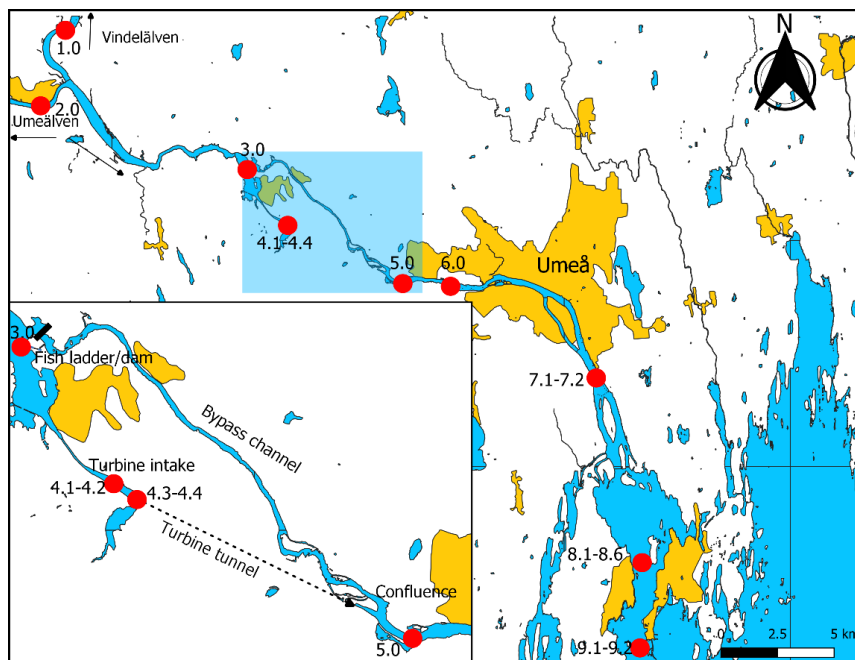 1.0
Vindelälven
N
2.0
Umeälven
3.0
4.1-4.4
5.0
6.0
Umeå
7.1-7.2
3.0
Fish ladder/dam
Bypass channel
Turbine intake
4.1-4.2
4.3-4.4
Turbine tunnel
Confluence
5.0
8.1-8.6
9.1-9.2
0 2.5 5 km